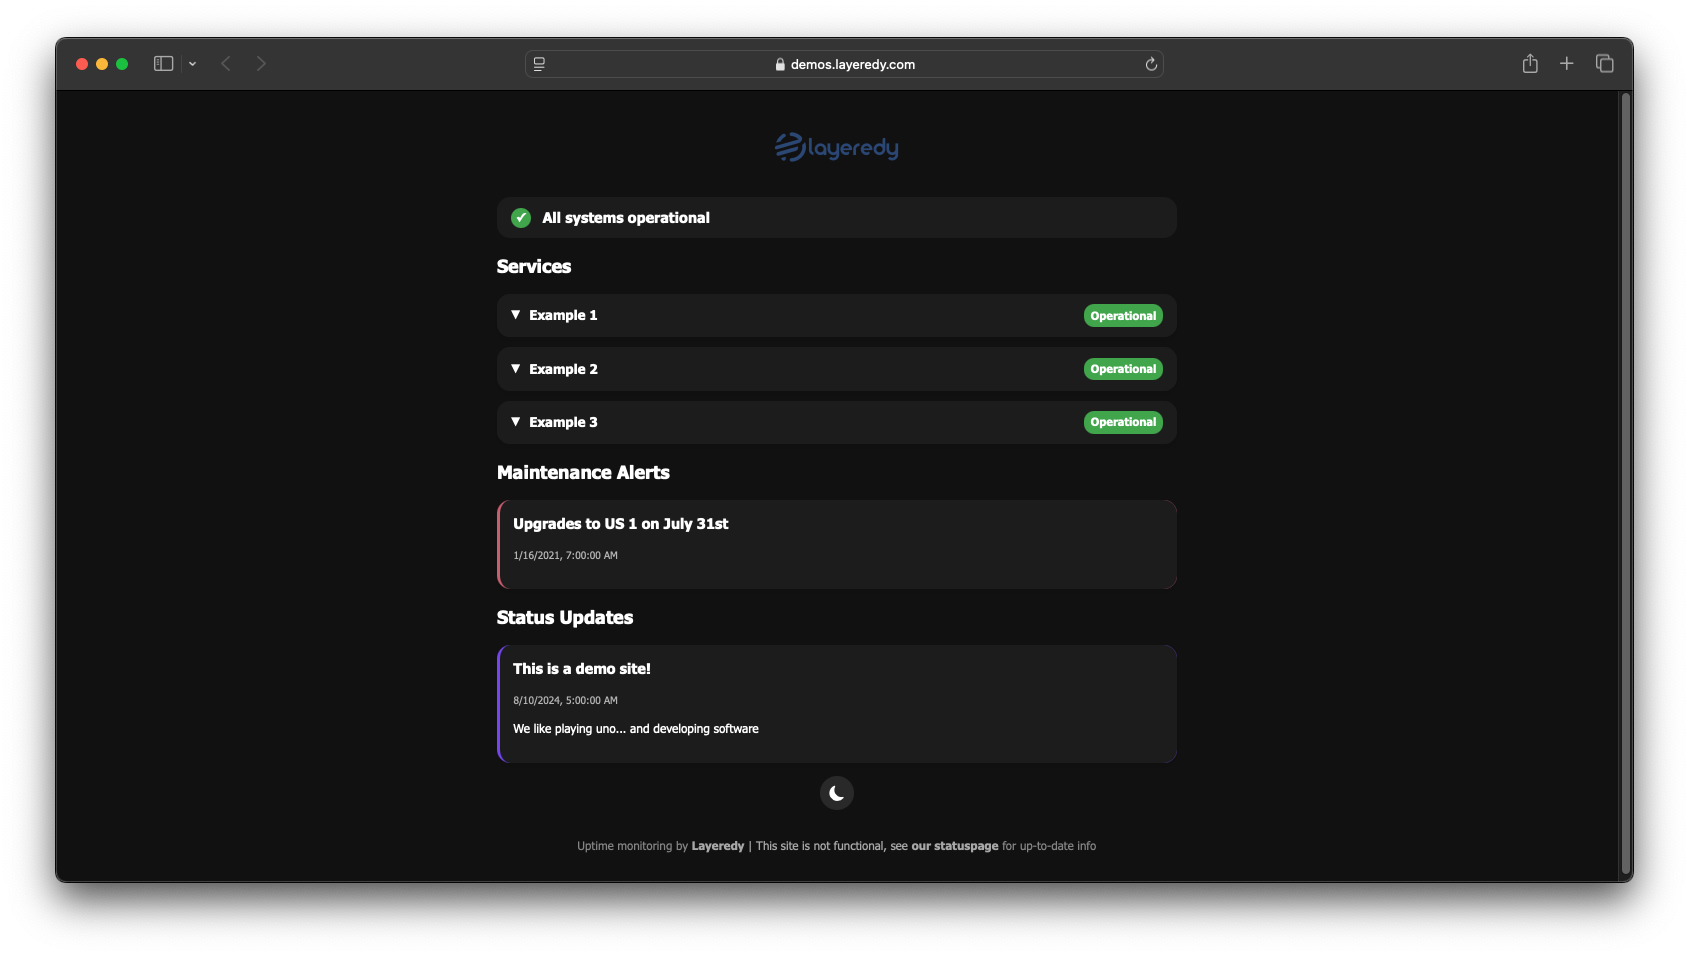 demos.layeredy.com
layeredy
All systems operational
Services
Example 1 Operational
Example 2 Operational
Example 3 Operational
Maintenance Alerts
Upgrades to US 1 on July 31st
1/16/2021, 7:00:00 AM
Status Updates
This is a demo site!
8/10/2024, 5:00:00 AM
We like playing uno... and developing software
Uptime monitoring by Layeredy | This site is not functional, see our statuspage for up-to-date info